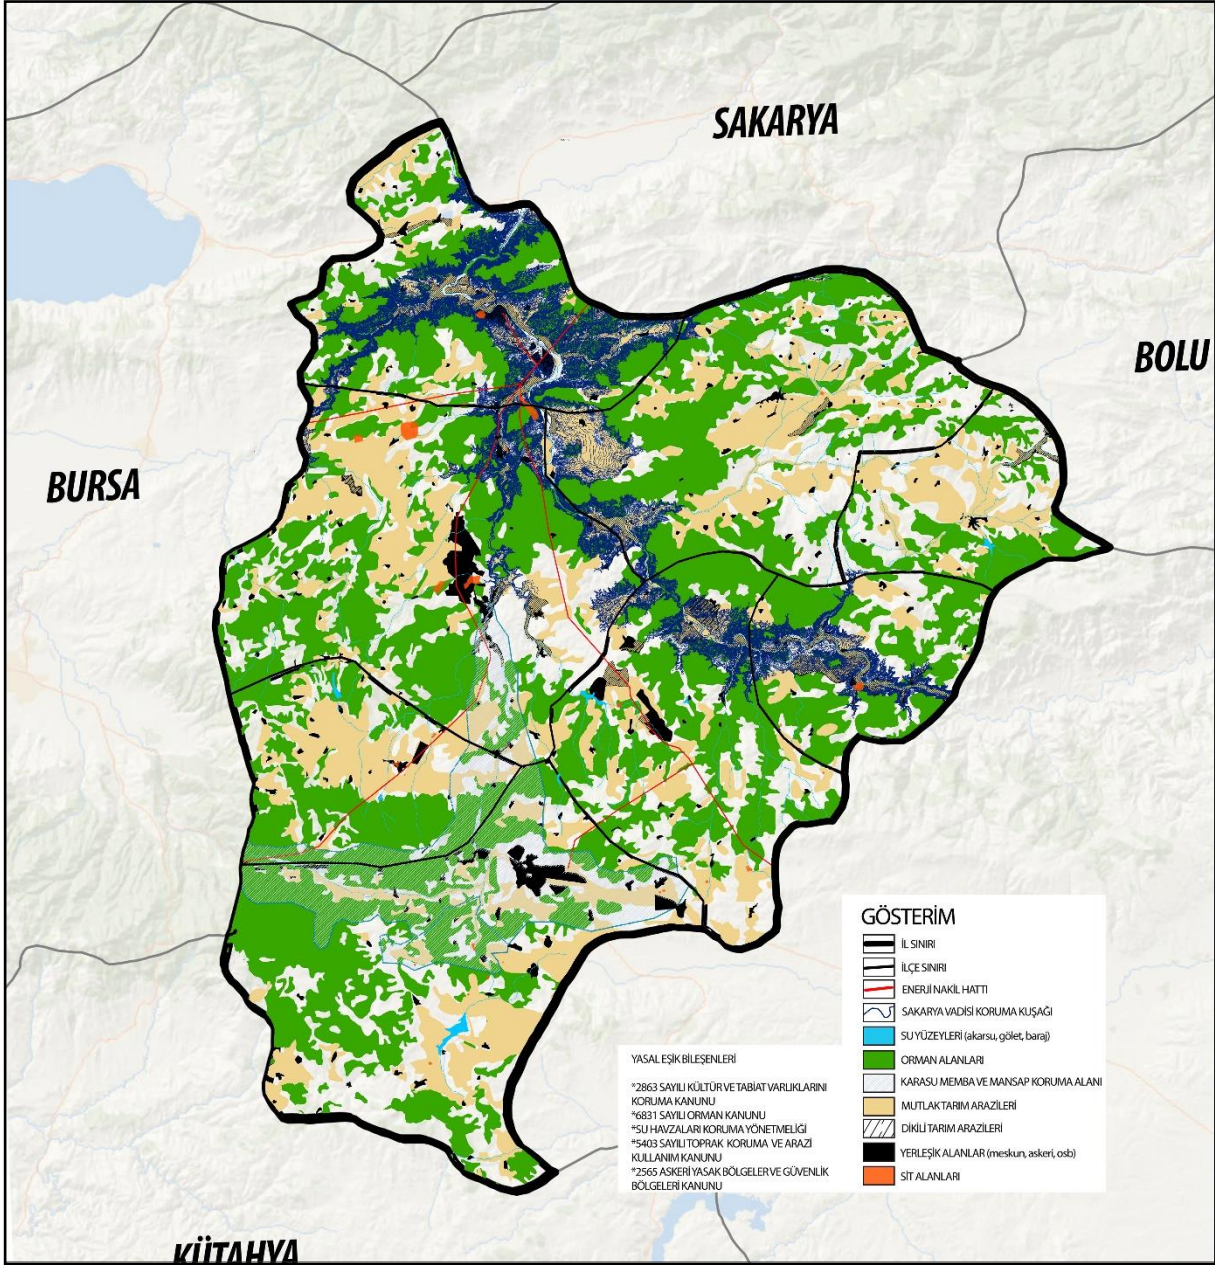 SAKARYA
BOLU
BURSA
KÜTAHYA
GÖSTERİM
İL SINIRI
İLÇE SINIRI
ENERJİ NAKİL HATTI
SAKARYA VADİSİ KORUMA KUŞAĞI
SU YÜZEYLERİ (akarsu, gölet, baraj)
ORMAN ALANLARI
KARASU MEMBA VE MANSAP KORUMA ALANI
MUTLAK TARIM ARAZİLERİ
DİKİLİ TARIM ARAZİLERİ
YERLEŞİK ALANLAR (meskun, askeri, osb)
SİT ALANLARI
YASAL EŞİK BİLEŞENLERİ
*2863 SAYILI KÜLTÜR VE TABİAT VARLIKLARINI
KORUMA KANUNU
*6831 SAYILI ORMAN KANUNU
*SU HAVZALARI KORUMA YÖNETMELİĞİ
*5403 SAYILI TOPRAK KORUMA VE ARAZİ
KULLANIM KANUNU
*2565 ASKERİ YASAK BÖLGELER VE GÜVENLİK
BÖLGELERİ KANUNU